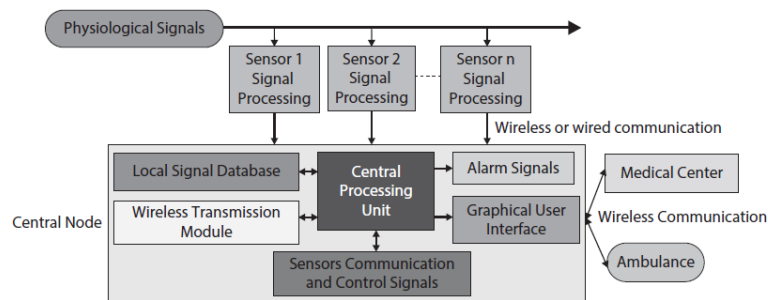 Physiological Signals
Sensor 1
Signal
Processing
Sensor 2
Signal
Processing
Sensor n
Signal
Processing
Wireless or wired communication
Central Node
Local Signal Database
Wireless Transmission
Module
Central
Processing
Unit
Alarm Signals
Graphical User
Interface
Sensors Communication
and Control Signals
Medical Center
Wireless Communication
Ambulance